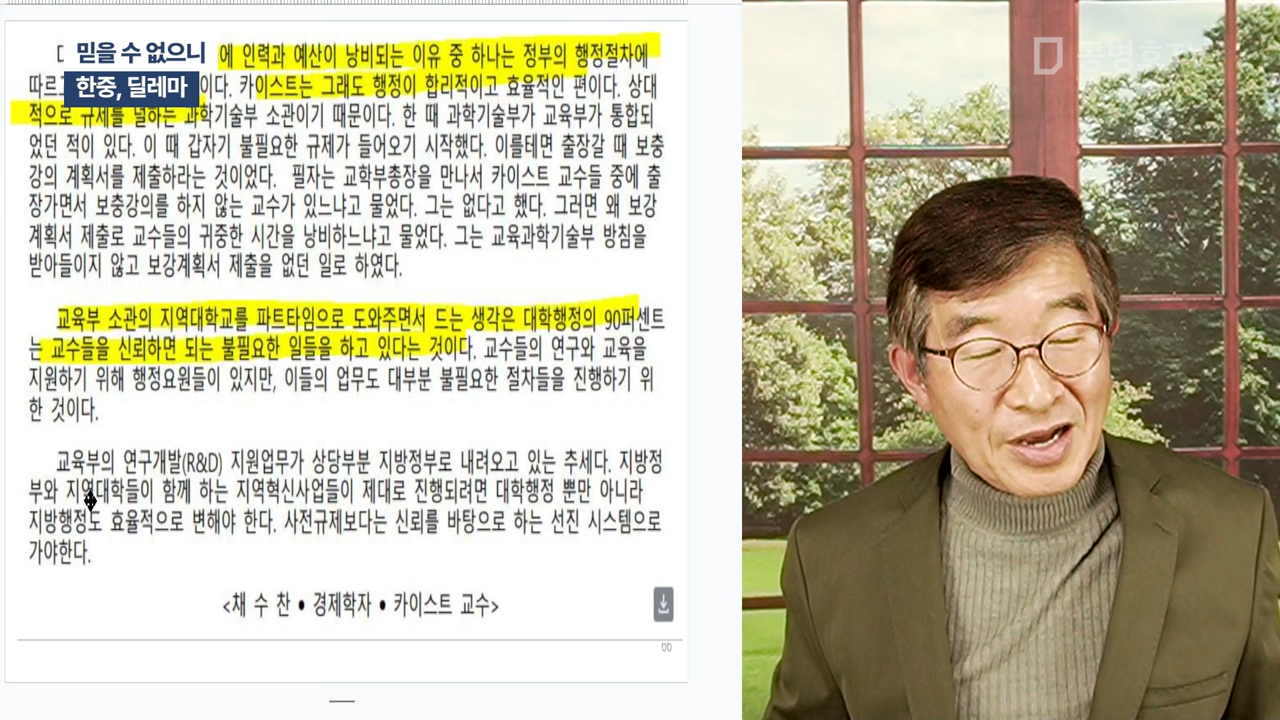 믿을 수 없으니
한중, 딜레마
에 인력과 예산이 낭비되는 이유 중 하나는 정부의 행정절차에
따르 이다. 카이스트는 그래도 행정이 합리적이고 효율적인 편이다. 상대
적으로 규제를 덜하는 과학기술부 소관이기 때문이다. 한 때 과학기술부가 교육부가 통합되
었던 적이 있다. 이 때 갑자기 불필요한 규제가 들어오기 시작했다. 이를테면 출장갈 때 보충
강의 계획서를 제출하라는 것이었다. 필자는 교학부총장을 만나서 카이스트 교수들 중에 출
장가면서 보충강의를 하지 않는 교수가 있느냐고 물었다. 그는 없다고 했다. 그러면 왜 보강
계획서 제출로 교수들의 귀중한 시간을 낭비하느냐고 물었다. 그는 교육과학기술부 방침을
받아들이지 않고 보강계획서 제출을 없던 일로 하였다.
교육부 소관의 지역대학교를 파트타임으로 도와주면서 드는 생각은 대학행정의 90퍼센트
는 교수들을 신뢰하면 되는 불필요한 일들을 하고 있다는 것이다. 교수들의 연구와 교육을
지원하기 위해 행정요원들이 있지만, 이들의 업무도 대부분 불필요한 절차들을 진행하기 위
한 것이다.
교육부의 연구개발(R&D) 지원업무가 상당부분 지방정부로 내려오고 있는 추세다. 지방정
부와 지역대학들이 함께 하는 지역혁신사업들이 제대로 진행되려면 대학행정 뿐만 아니라
지방행정도 효율적으로 변해야 한다. 사전규제보다는 신뢰를 바탕으로 하는 선진 시스템으로
가야한다.
<채 수 찬 • 경제학자 • 카이스트 교수>